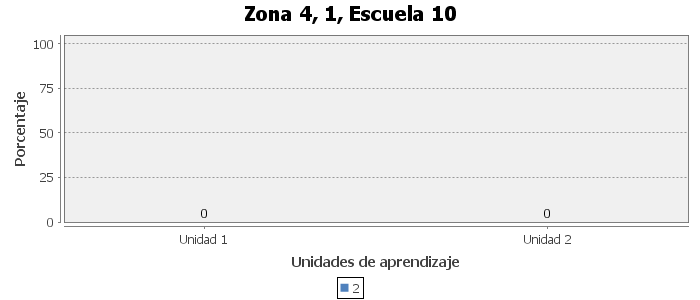 Zona 4, 1, Escuela 10
Porcentaje
100
75
50
25
0
0
0
Unidad 1
Unidad 2
Unidades de aprendizaje
2